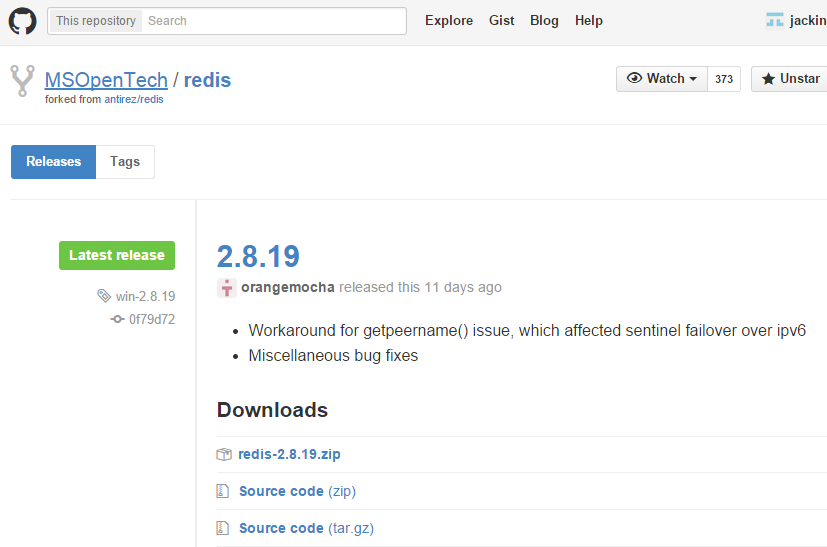 This repository Search Explore Gist Blog Help jackin
MSOpenTech / redis Watch 373 Unstar
forked from antirez/redis
Releases Tags
Latest release
win-2.8.19
0f79d72
2.8.19
orangemocha released this 11 days ago
• Workaround for getpeername() issue, which affected sentinel failover over ipv6
• Miscellaneous bug fixes
Downloads
redis-2.8.19.zip
Source code (zip)
Source code (tar.gz)